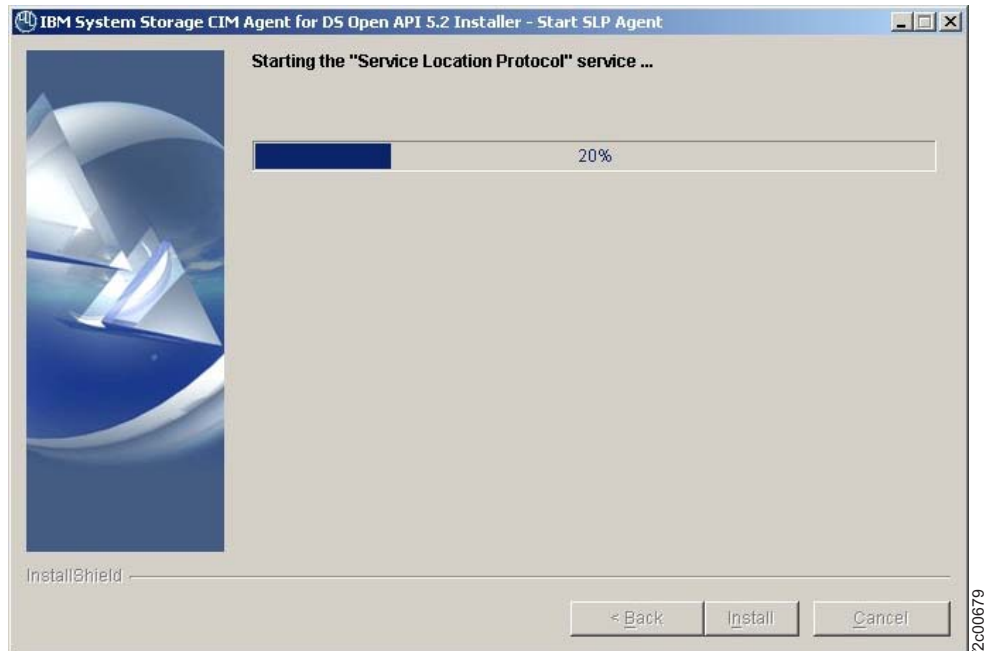 IBM System Storage CIM Agent for DS Open API 5.2 Installer - Start SLP Agent
Starting the "Service Location Protocol" service ...
20%
InstallShield
< Back
Install
Cancel
2c00679